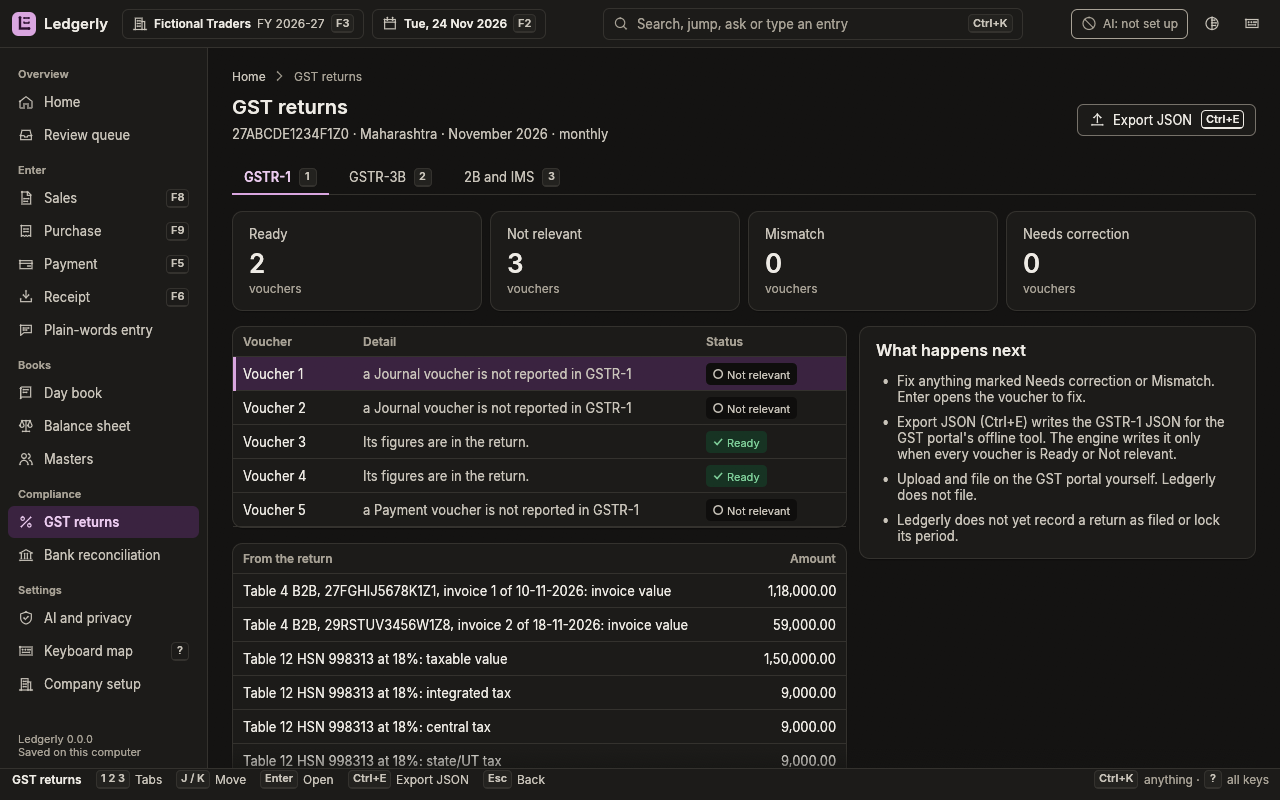 Ledgerly
Fictional Traders FY 2026-27 F3
Tue, 24 Nov 2026 F2
Search, jump, ask or type an entry Ctrl+K
AI: not set up
Overview
Home
Review queue
Enter
Sales F8
Purchase F9
Payment F5
Receipt F6
Plain-words entry
Books
Day book
Balance sheet
Masters
Compliance
GST returns
Bank reconciliation
Settings
AI and privacy
Keyboard map ?
Company setup
Ledgerly 0.0.0
Saved on this computer
Home > GST returns
GST returns
27ABCDE1234F1Z0 · Maharashtra · November 2026 · monthly
Export JSON Ctrl+E
GSTR-1 1 GSTR-3B 2 2B and IMS 3
Ready
2
vouchers
Not relevant
3
vouchers
Mismatch
0
vouchers
Needs correction
0
vouchers
Voucher Detail Status
Voucher 1 a Journal voucher is not reported in GSTR-1 Not relevant
Voucher 2 a Journal voucher is not reported in GSTR-1 Not relevant
Voucher 3 Its figures are in the return. Ready
Voucher 4 Its figures are in the return. Ready
Voucher 5 a Payment voucher is not reported in GSTR-1 Not relevant
From the return Amount
Table 4 B2B, 27FGHIJ5678K1Z1, invoice 1 of 10-11-2026: invoice value 1,18,000.00
Table 4 B2B, 29RSTUV3456W1Z8, invoice 2 of 18-11-2026: invoice value 59,000.00
Table 12 HSN 998313 at 18%: taxable value 1,50,000.00
Table 12 HSN 998313 at 18%: integrated tax 9,000.00
Table 12 HSN 998313 at 18%: central tax 9,000.00
Table 12 HSN 998313 at 18%: state/UT tax 9,000.00
What happens next
• Fix anything marked Needs correction or Mismatch.
Enter opens the voucher to fix.
• Export JSON (Ctrl+E) writes the GSTR-1 JSON for the
GST portal's offline tool. The engine writes it only
when every voucher is Ready or Not relevant.
• Upload and file on the GST portal yourself. Ledgerly
does not file.
• Ledgerly does not yet record a return as filed or lock
its period.
GST returns 1 2 3 Tabs J / K Move Enter Open Ctrl+E Export JSON Esc Back
Ctrl+K anything · ? all keys